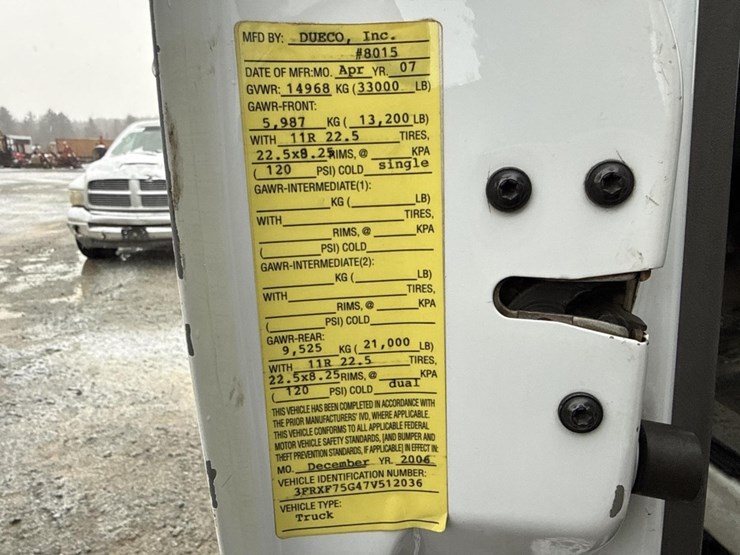 MFD BY: DUECO, Inc.
#8015
DATE OF MFR:MO. Apr YR. 07
GVWR: 14968 KG (33000 LB)
GAWR-FRONT:
5,987 KG ( 13,200 LB)
WITH 11R 22.5 TIRES,
22.5x8.25 RIMS, @ KPA
( 120 PSI) COLD single
GAWR-INTERMEDIATE(1):
KG ( LB)
WITH TIRES,
RIMS, @ KPA
( PSI) COLD
GAWR-INTERMEDIATE(2):
KG ( LB)
WITH TIRES,
RIMS, @ KPA
( PSI) COLD
GAWR-REAR:
9,525 KG ( 21,000 LB)
WITH 11R 22.5 TIRES,
22.5x8.25 RIMS, @ KPA
( 120 PSI) COLD dual
THIS VEHICLE HAS BEEN COMPLETED IN ACCORDANCE WITH
THE PRIOR MANUFACTURERS' IVD, WHERE APPLICABLE.
THIS VEHICLE CONFORMS TO ALL APPLICABLE FEDERAL
MOTOR VEHICLE SAFETY STANDARDS, [AND BUMPER AND
THEFT PREVENTION STANDARDS, IF APPLICABLE] IN EFFECT IN:
MO. December YR. 2006
VEHICLE IDENTIFICATION NUMBER:
3FRXF75G47V512036
VEHICLE TYPE:
Truck